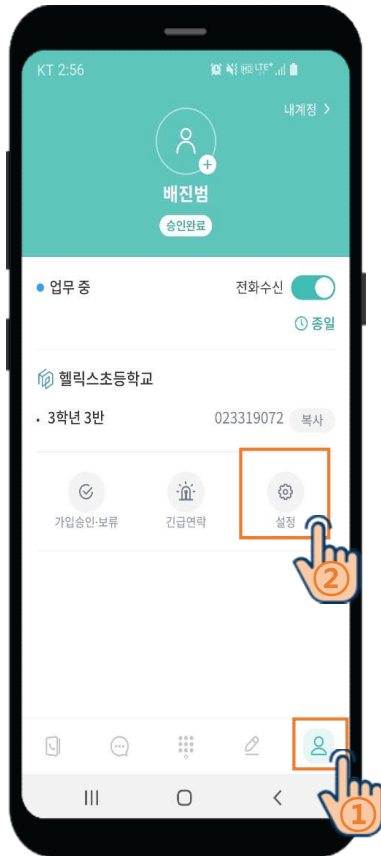 KT 2:56
LTE+
내계정 >
배진범
승인완료
업무 중
전화수신
종일
헬릭스초등학교
· 3학년 3반
023319072
복사
가입승인·보류
긴급연락
설정
②
①